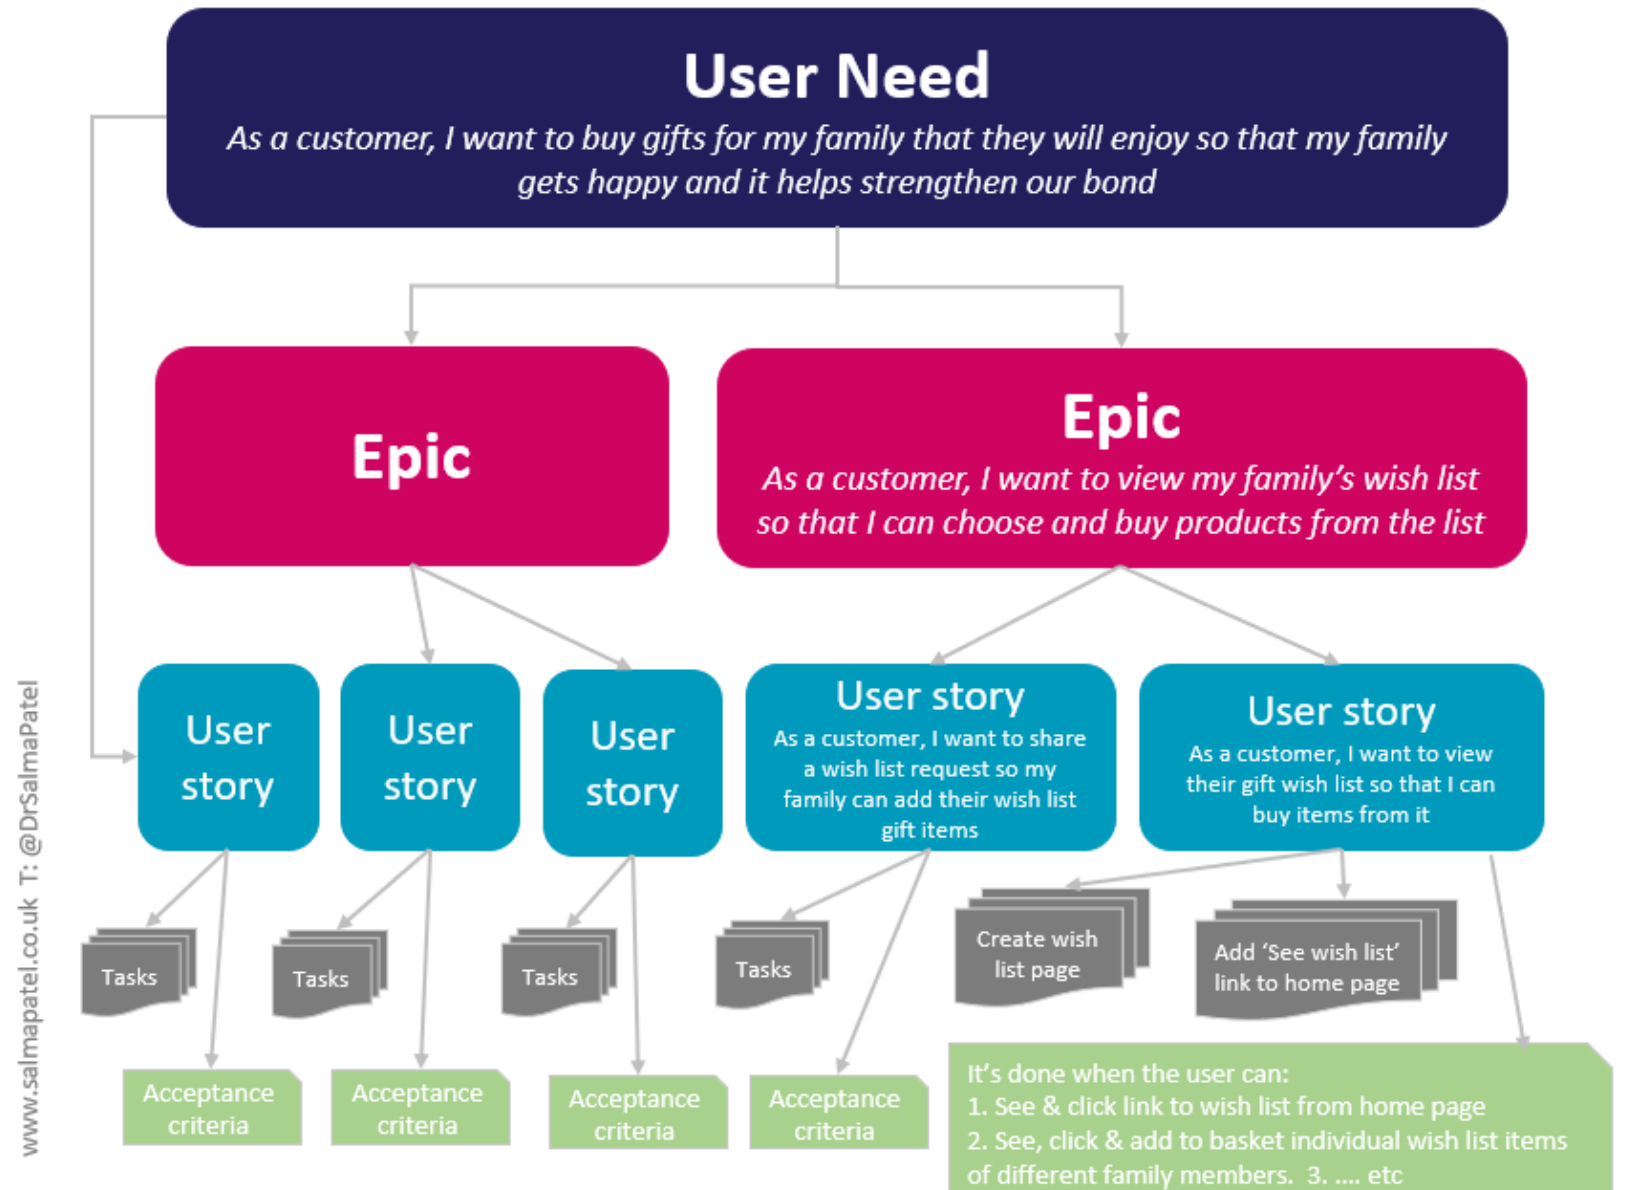 User Need
As a customer, I want to buy gifts for my family that they will enjoy so that my family
gets happy and it helps strengthen our bond
Epic
Epic
As a customer, I want to view my family’s wish list
so that I can choose and buy products from the list
User
story
User
story
User
story
User story
As a customer, I want to share
a wish list request so my
family can add their wish list
gift items
User story
As a customer, I want to view
their gift wish list so that I can
buy items from it
Tasks
Tasks
Tasks
Tasks
Create wish
list page
Add ‘See wish list’
link to home page
Acceptance
criteria
Acceptance
criteria
Acceptance
criteria
Acceptance
criteria
It’s done when the user can:
1. See & click link to wish list from home page
2. See, click & add to basket individual wish list items
of different family members.  3. .... etc
www.salmapatel.co.uk  T: @DrSalmaPatel